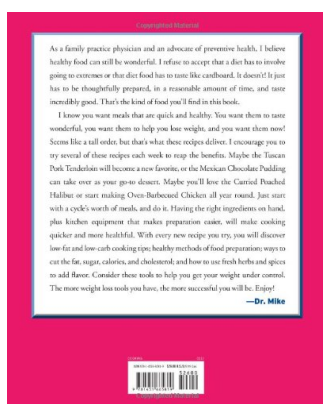 Copyrighted Material
As a family practice physician and an advocate of preventive health, I believe
healthy food can still be wonderful. I refuse to accept that a diet has to involve
going to extremes or that diet food has to taste like cardboard. It doesn't! It just
has to be thoughtfully prepared, in a reasonable amount of time, and taste
incredibly good. That's the kind of food you'll find in this book.
I know you want meals that are quick and healthy. You want them to taste
wonderful, you want them to help you lose weight, and you want them now!
Seems like a tall order, but that's what these recipes deliver. I encourage you to
try several of these recipes each week to reap the benefits. Maybe the Tuscan
Pork Tenderloin will become a new favorite, or the Mexican Chocolate Pudding
can take over as your go-to dessert. Maybe you'll love the Curried Poached
Halibut or start making Oven-Barbecued Chicken all year round. Just start
with a cycle's worth of meals, and do it. Having the right ingredients on hand,
plus kitchen equipment that makes preparation easier, will make cooking
quicker and more healthful. With every new recipe you try, you will discover
low-fat and low-carb cooking tips; healthy methods of food preparation; ways to
cut the fat, sugar, calories, and cholesterol; and how to use fresh herbs and spices
to add flavor. Consider these tools to help you get your weight under control.
The more weight loss tools you have, the more successful you will be. Enjoy!
—Dr. Mike
Copyrighted Material